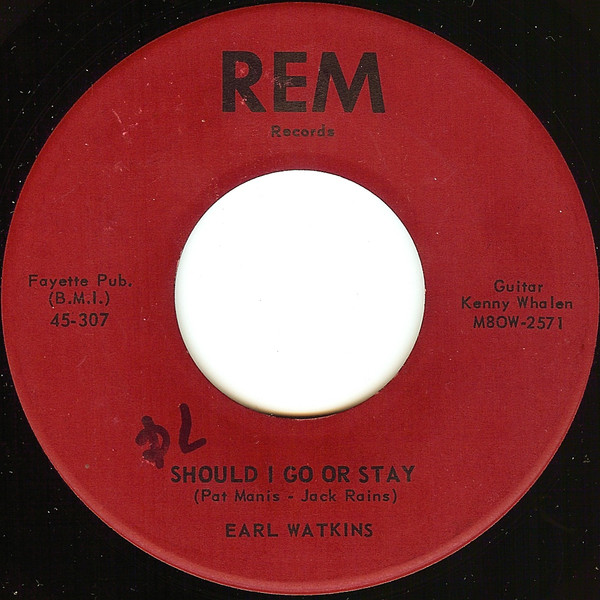 REM
Records
Fayette Pub.
(B.M.I.)
45-307
Guitar
Kenny Whalen
M8OW-2571
SHOULD I GO OR STAY
(Pat Manis - Jack Rains)
EARL WATKINS